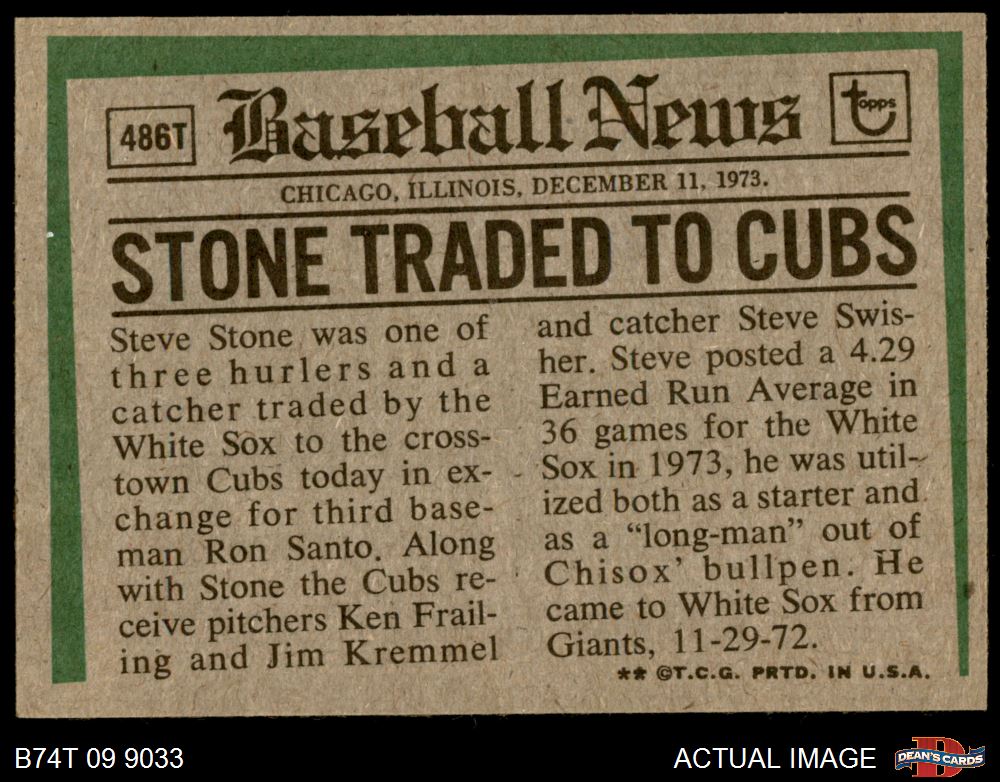 486T
Baseball News
Topps
CHICAGO, ILLINOIS, DECEMBER 11, 1973.
STONE TRADED TO CUBS
Steve Stone was one of
three hurlers and a
catcher traded by the
White Sox to the cross-
town Cubs today in ex-
change for third base-
man Ron Santo. Along
with Stone the Cubs re-
ceive pitchers Ken Frail-
ing and Jim Kremmel
and catcher Steve Swis-
her. Steve posted a 4.29
Earned Run Average in
36 games for the White
Sox in 1973, he was util-
ized both as a starter and
as a “long-man” out of
Chisox’ bullpen. He
came to White Sox from
Giants, 11-29-72.
** ©T.C.G. PRTD. IN U.S.A.
B74T 09 9033
ACTUAL IMAGE
D
DEAN'S CARDS